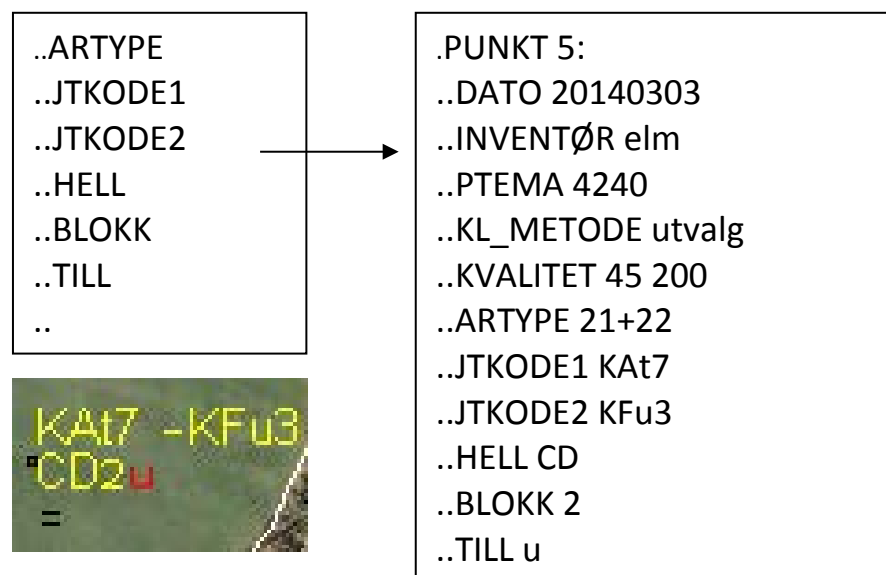 ..ARTYPE
..JTKODE1
..JTKODE2
..HELL
..BLOKK
..TILL
..
KAt7 -KFu3
CD2u
=
.PUNKT 5:
..DATO 20140303
..INVENTØR elm
..PTEMA 4240
..KL_METODE utvalg
..KVALITET 45 200
..ARTYPE 21+22
..JTKODE1 KAt7
..JTKODE2 KFu3
..HELL CD
..BLOKK 2
..TILL u